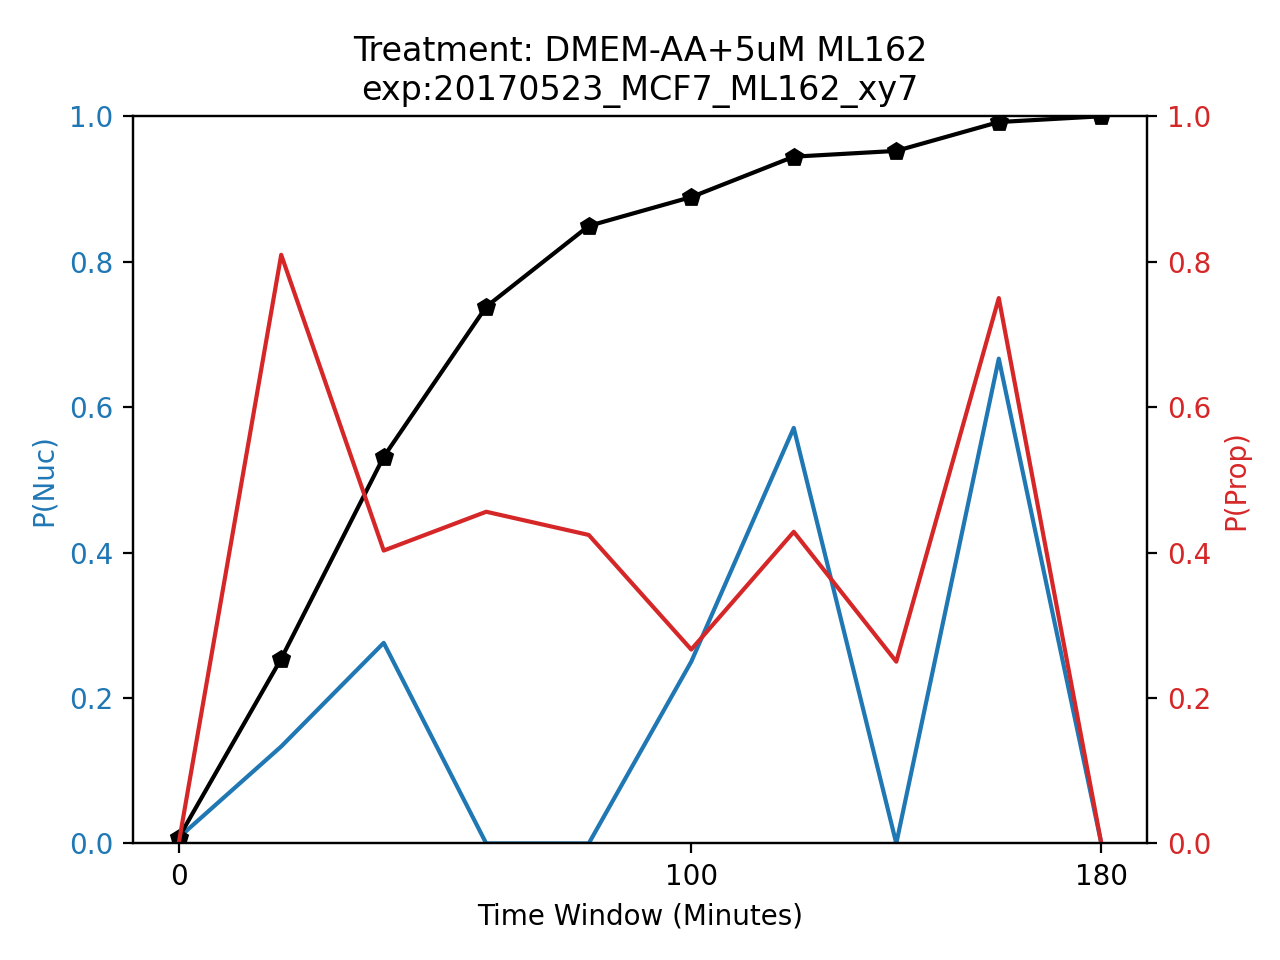 Treatment: DMEM-AA+5uM ML162
exp:20170523_MCF7_ML162_xy7
1.0
0.8
0.6
0.4
0.2
0.0
P(Nuc)
1.0
0.8
0.6
0.4
0.2
0.0
P(Prop)
0 100 180
Time Window (Minutes)